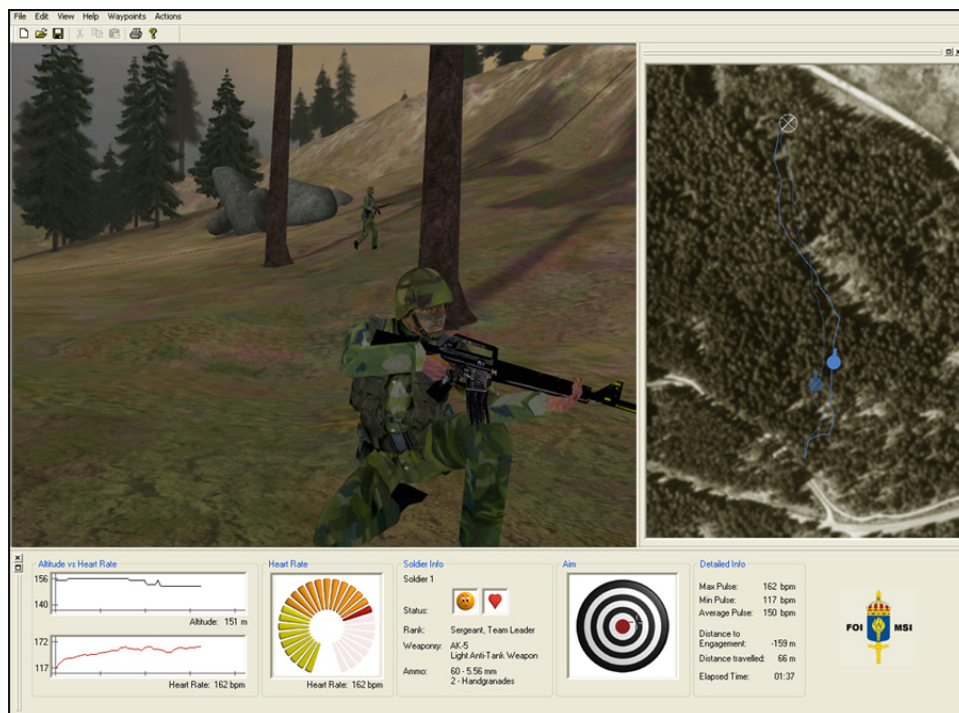 File Edit View Help Waypoints Actions
Altitude vs Heart Rate
156
140
Altitude: 151 m
172
117
Heart Rate: 162 bpm
Heart Rate
Heart Rate: 162 bpm
Soldier Info
Soldier 1
Status:
Rank: Sergeant, Team Leader
Weaponry: AK-5
Light Anti-Tank Weapon
Ammo: 60 - 5.56 mm
2 - Handgranades
Aim
Detailed Info
Max Pulse: 162 bpm
Min Pulse: 117 bpm
Average Pulse: 150 bpm
Distance to
Engagement: -159 m
Distance travelled: 66 m
Elapsed Time: 01:37
FOI MSI